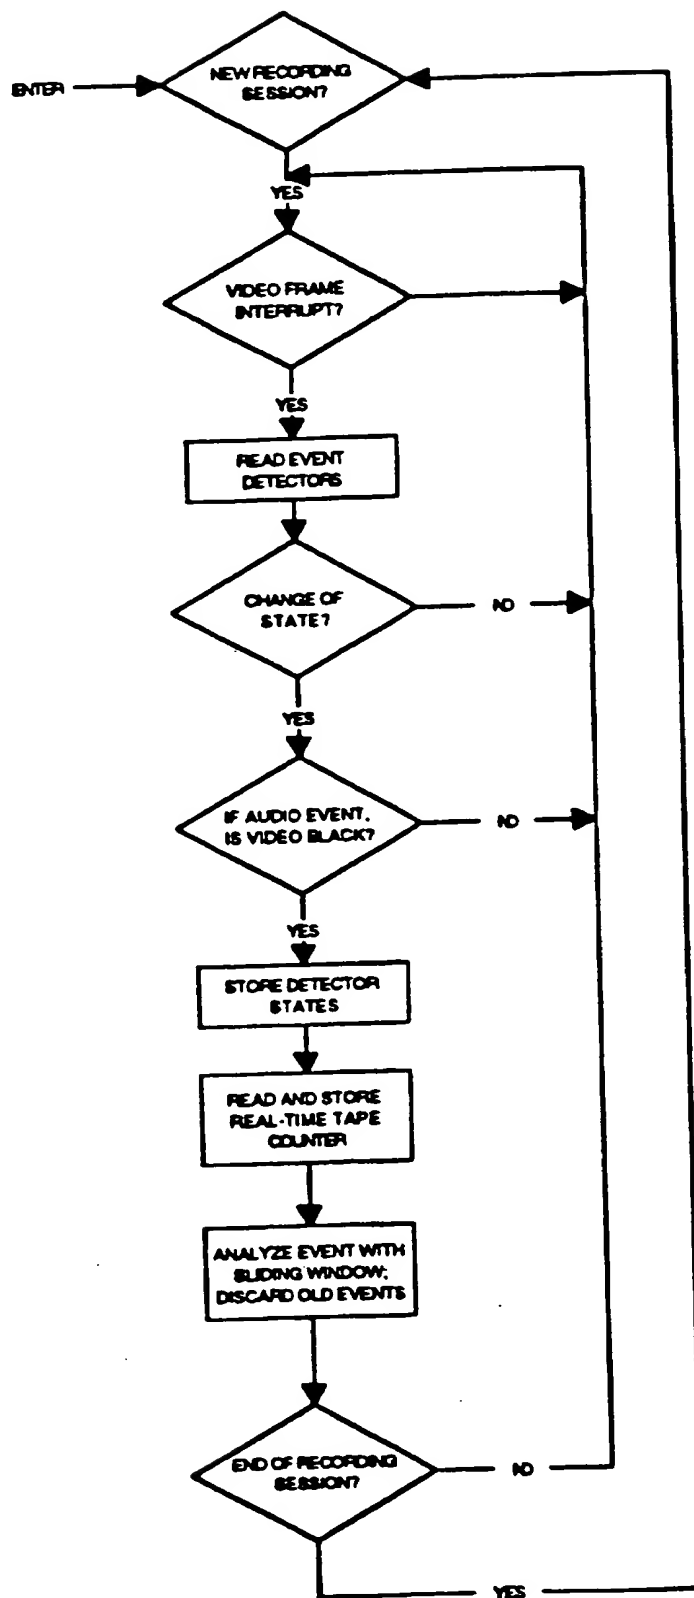 NEW RECORDING
SESSION?
ENTER
YES
VIDEO FRAME
INTERRUPT?
YES
READ EVENT
DETECTORS
CHANGE OF
STATE?
NO
YES
IF AUDIO EVENT,
IS VIDEO BLACK?
NO
YES
STORE DETECTOR
STATES
READ AND STORE
REAL-TIME TAPE
COUNTER
ANALYZE EVENT WITH
SLIDING WINDOW;
DISCARD OLD EVENTS
END OF RECORDING
SESSION?
NO
YES